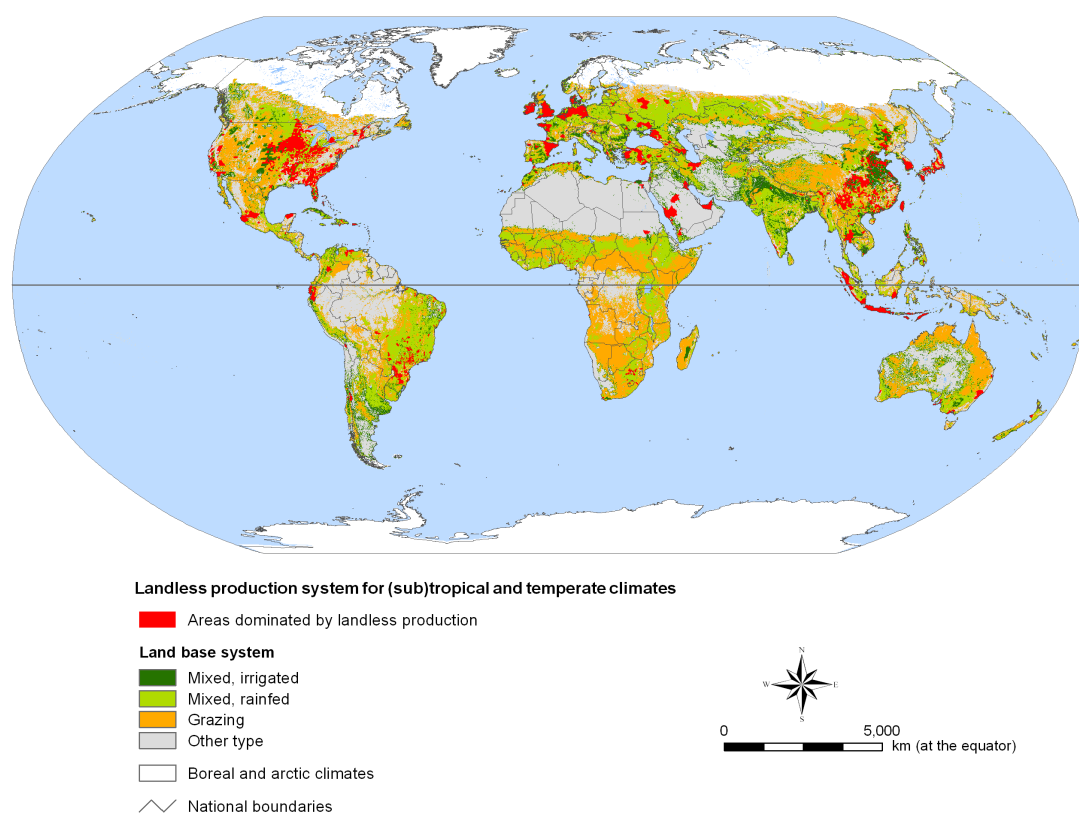 Landless production system for (sub)tropical and temperate climates
Areas dominated by landless production
Land base system
Mixed, irrigated
Mixed, rainfed
Grazing
Other type
Boreal and arctic climates
National boundaries
N
W E
S
0 5,000
km (at the equator)